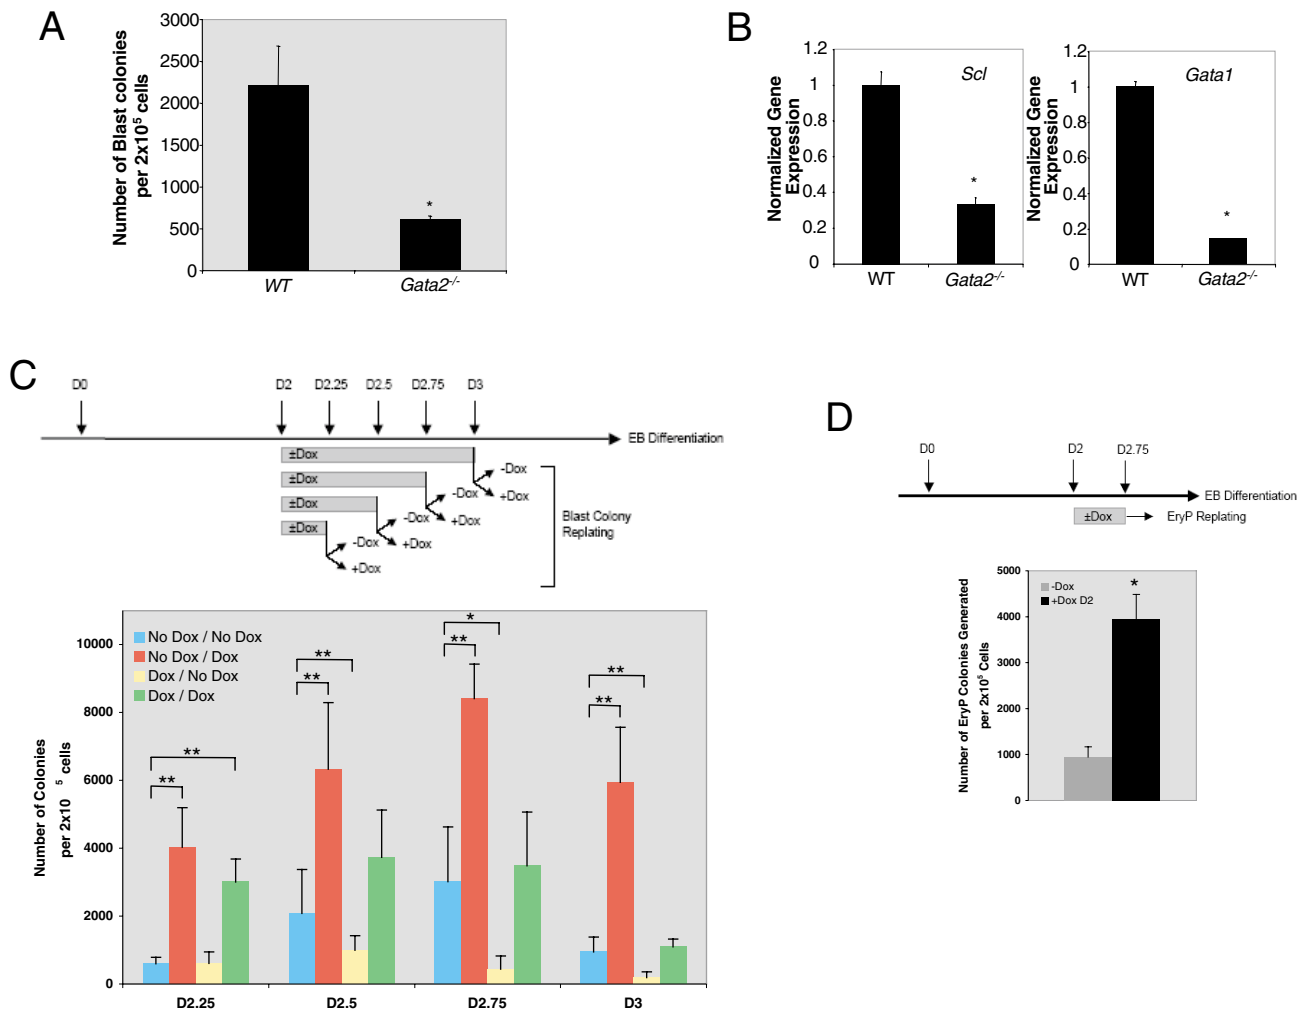 A
Number of Blast colonies
per 2x10⁵ cells
3000
2500
2000
1500
1000
500
0
*
WT
Gata2-/-
B
Normalized Gene
Expression
1.2
1
0.8
0.6
0.4
0.2
0
Scl
*
WT
Gata2-/-
Normalized Gene
Expression
1.2
1
0.8
0.6
0.4
0.2
0
Gata1
*
WT
Gata2-/-
C
D0
D2
D2.25
D2.5
D2.75
D3
EB Differentiation
±Dox
-Dox
+Dox
±Dox
-Dox
+Dox
±Dox
-Dox
+Dox
±Dox
-Dox
+Dox
Blast Colony
Replating
Number of Colonies
per 2x10 5 cells
10000
8000
6000
4000
2000
0
No Dox / No Dox
No Dox / Dox
Dox / No Dox
Dox / Dox
**
**
**
**
*
**
**
**
D2.25
D2.5
D2.75
D3
D
D0
D2
D2.75
EB Differentiation
±Dox
EryP Replating
Number of EryP Colonies Generated
per 2x10⁵ Cells
5000
4000
3000
2000
1000
0
-Dox
+Dox D2
*